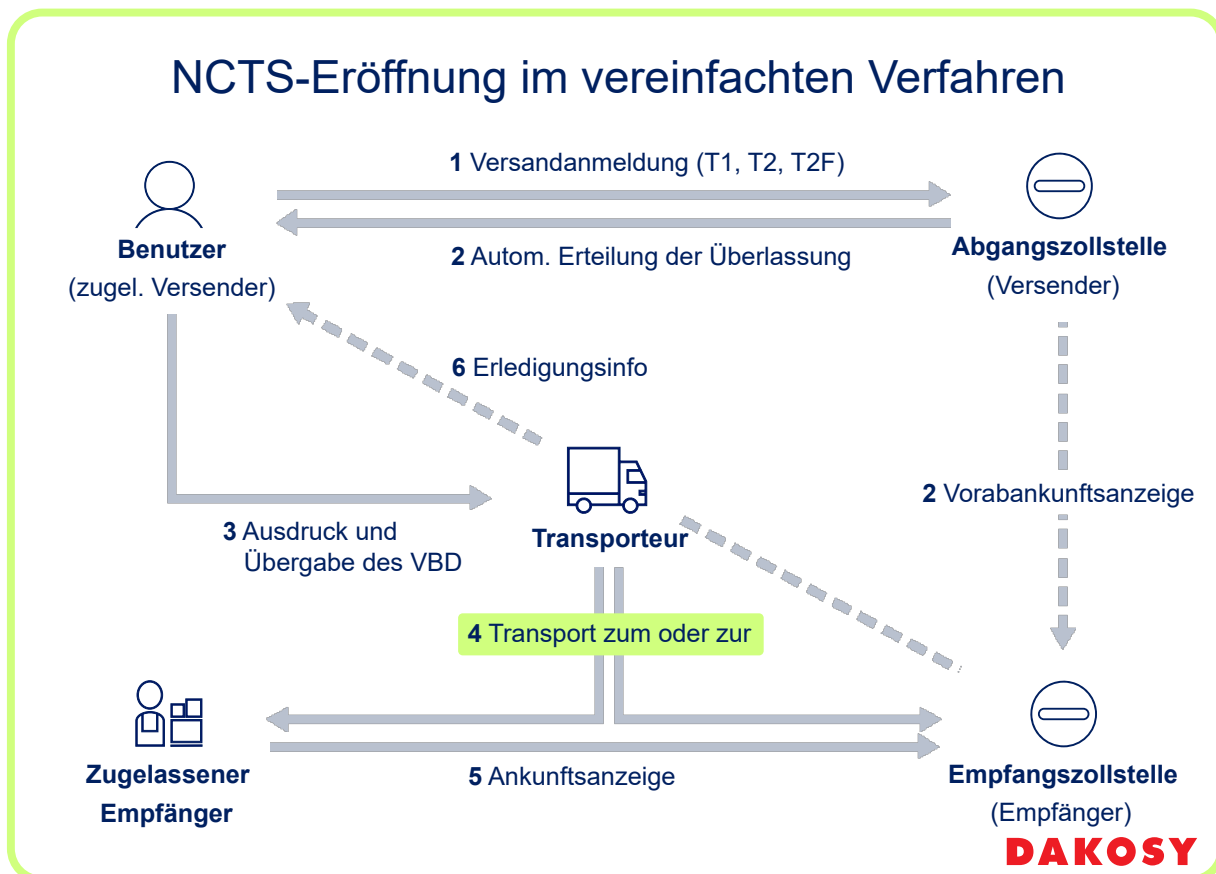 NCTS-Eröffnung im vereinfachten Verfahren
1 Versandanmeldung (T1, T2, T2F)
Benutzer
(zugel. Versender)
2 Autom. Erteilung der Überlassung
Abgangszollstelle
(Versender)
6 Erledigungsinfo
2 Vorabankunftsanzeige
3 Ausdruck und
Übergabe des VBD
Transporteur
4 Transport zum oder zur
Zugelassener
Empfänger
5 Ankunftsanzeige
Empfangszollstelle
(Empfänger)
DAKOSY